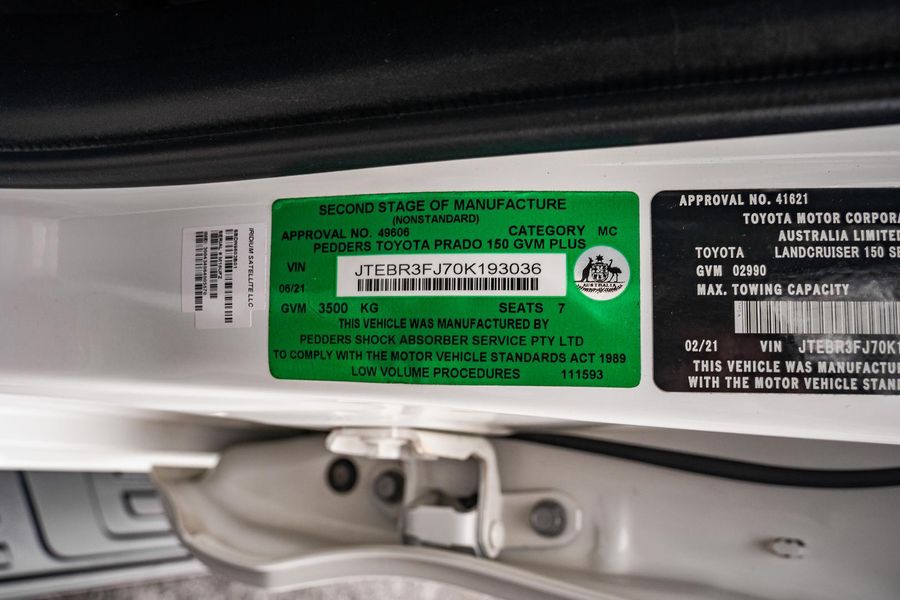 IRIDIUM SATELLITE LLC
SECOND STAGE OF MANUFACTURE
(NONSTANDARD)
APPROVAL NO. 49606 CATEGORY MC
PEDDERS TOYOTA PRADO 150 GVM PLUS
VIN JTEBR3FJ70K193036
06/21
AUSTRALIA
GVM 3500 KG SEATS 7
THIS VEHICLE WAS MANUFACTURED BY
PEDDERS SHOCK ABSORBER SERVICE PTY LTD
TO COMPLY WITH THE MOTOR VEHICLE STANDARDS ACT 1989
LOW VOLUME PROCEDURES 111593
APPROVAL NO. 41621
TOYOTA MOTOR CORPORA
AUSTRALIA LIMITE
TOYOTA LANDCRUISER 150 SE
GVM 02990
MAX. TOWING CAPACITY
02/21 VIN JTEBR3FJ70K1
THIS VEHICLE WAS MANUFACTU
WITH THE MOTOR VEHICLE STAN